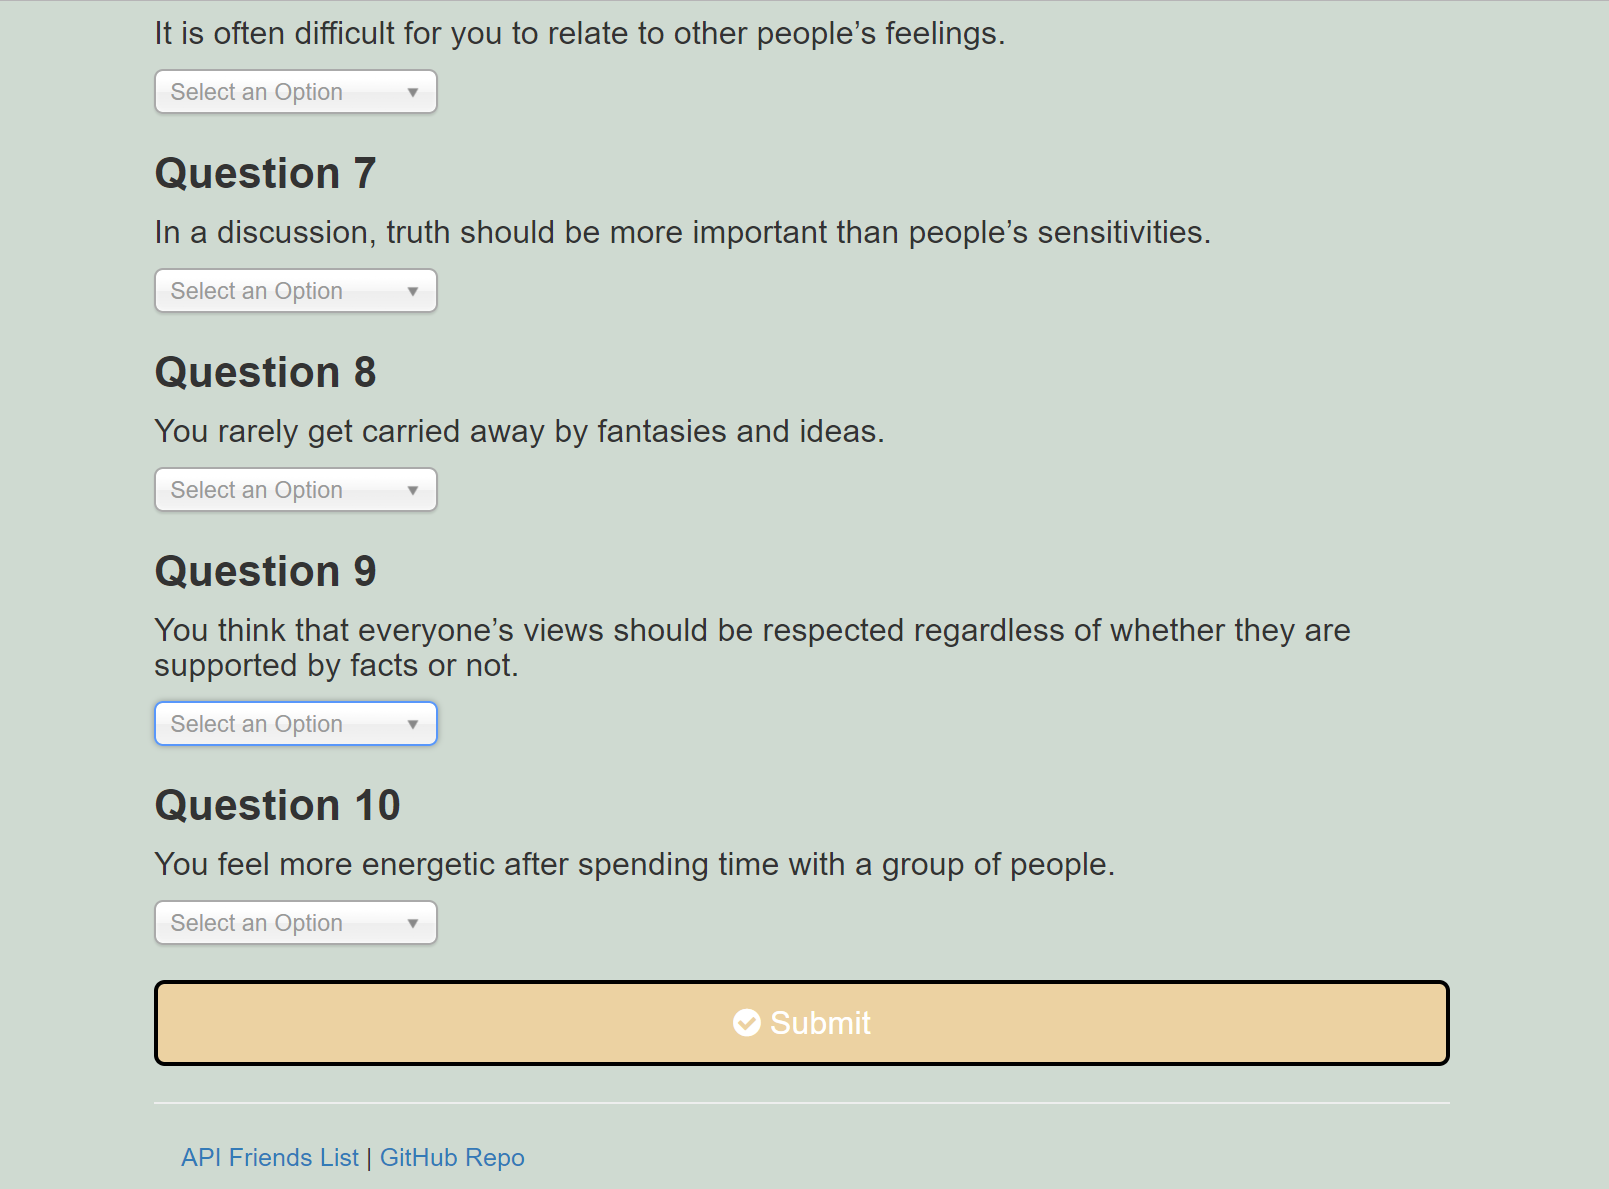 It is often difficult for you to relate to other people’s feelings.
Select an Option
Question 7
In a discussion, truth should be more important than people’s sensitivities.
Select an Option
Question 8
You rarely get carried away by fantasies and ideas.
Select an Option
Question 9
You think that everyone’s views should be respected regardless of whether they are
supported by facts or not.
Select an Option
Question 10
You feel more energetic after spending time with a group of people.
Select an Option
Submit
API Friends List | GitHub Repo